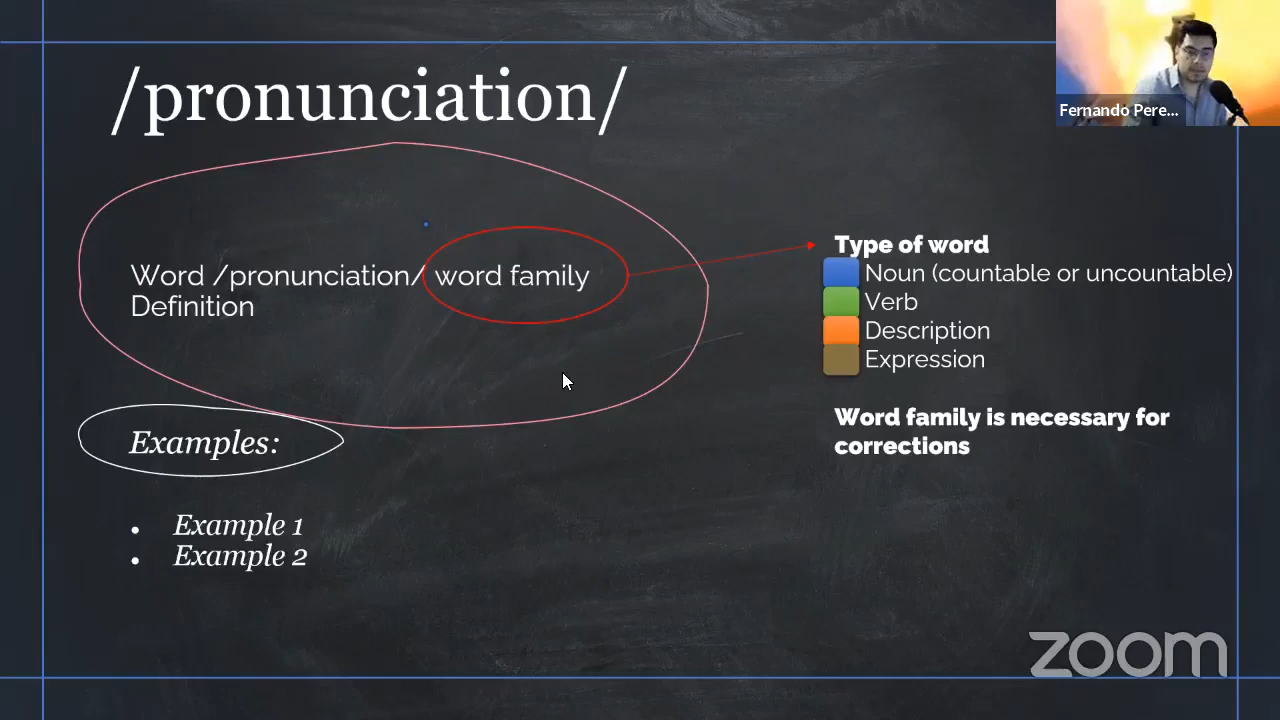 /pronunciation/
Fernando Pere...
Word /pronunciation/ word family
Definition
Type of word
Noun (countable or uncountable)
Verb
Description
Expression
Word family is necessary for
corrections
Examples:
• Example 1
• Example 2
zoom